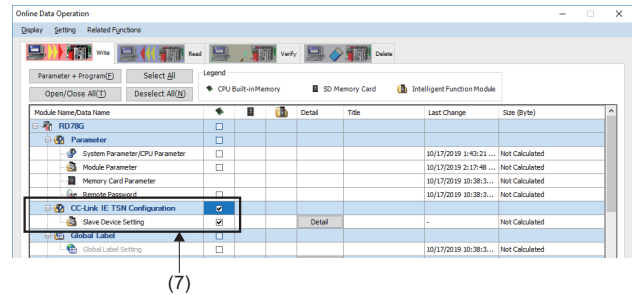 Online Data Operation
Display Setting Related Functions
Write Read Verify Delete
Parameter + Program(F) Select All Legend
CPU Built-in Memory SD Memory Card Intelligent Function Module
Open/Close All(T) Deselect All(N)
Module Name/Data Name Detail Title Last Change Size (Byte)
RD78G
Parameter
System Parameter/CPU Parameter 10/17/2019 1:43:21 ... Not Calculated
Module Parameter 10/17/2019 2:17:48 ... Not Calculated
Memory Card Parameter 10/17/2019 10:38:3... Not Calculated
Remote Password 10/17/2019 10:38:3... Not Calculated
CC-Link IE TSN Configuration
Slave Device Setting Detail - Not Calculated
Global Label
Global Label Setting 10/17/2019 10:38:3... Not Calculated
(7)